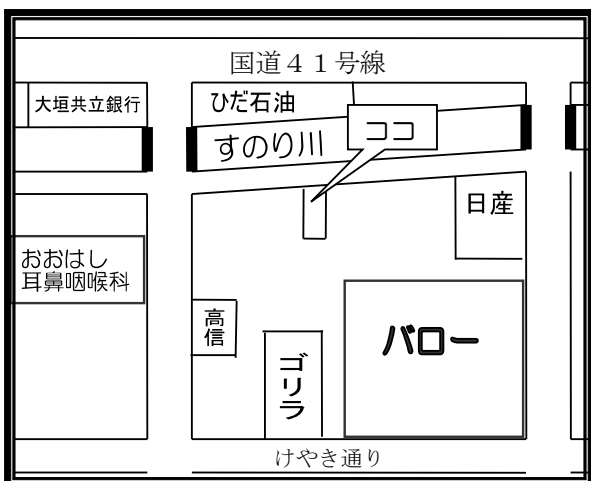 国道４１号線
大垣共立銀行
ひだ石油
ココ
すのり川
日産
おおはし
耳鼻咽喉科
高信
バロー
ゴリラ
けやき通り